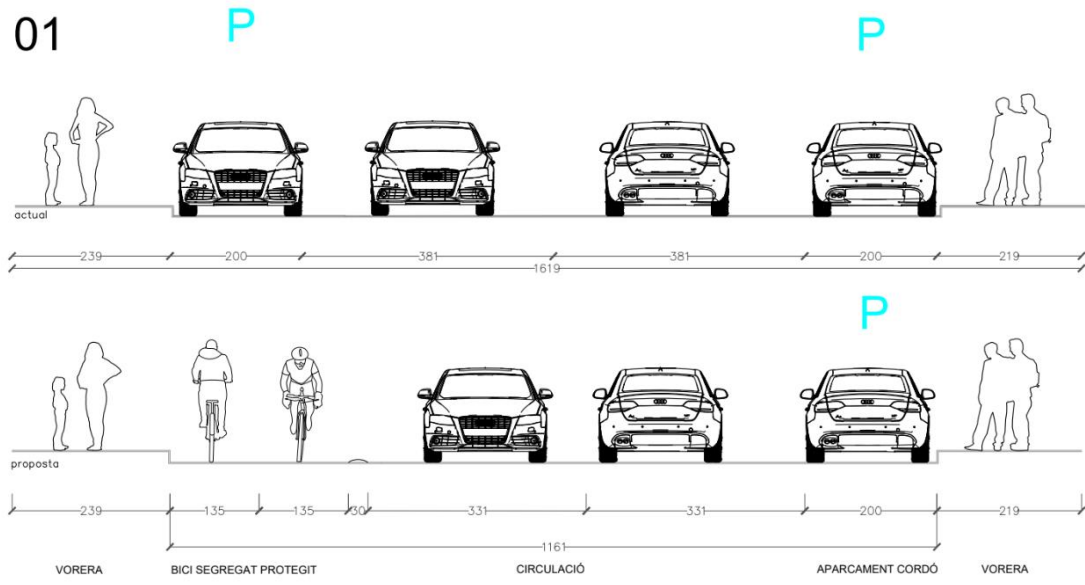 01
P
P
actual
239
200
381
381
200
219
1619
P
proposta
239
135
135
30
331
331
200
219
1161
VORERA
BICI SEGREGAT PROTEGIT
CIRCULACIÓ
APARCAMENT CORDÓ
VORERA